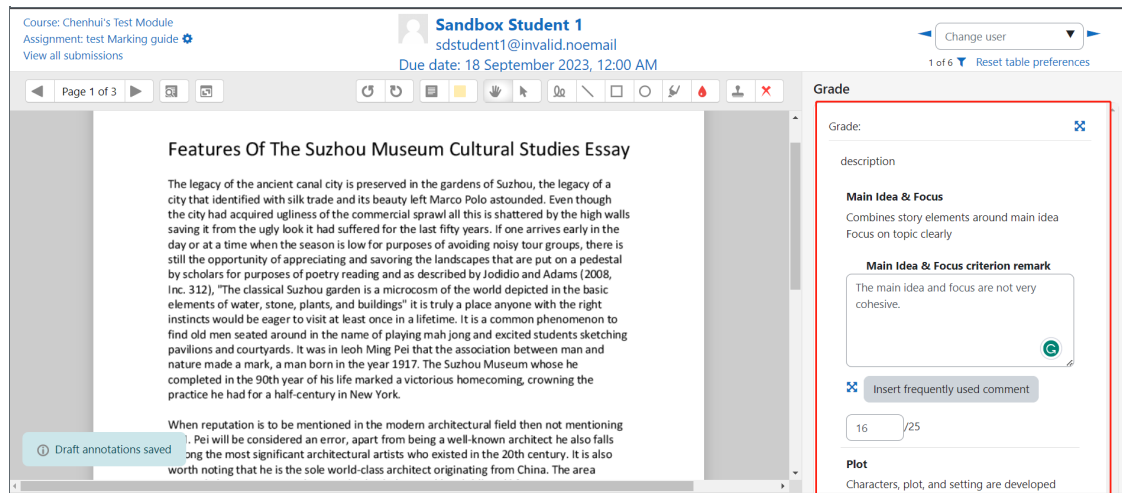 Course: Chenhui's Test Module
Assignment: test Marking guide
View all submissions
Sandbox Student 1
sdstudent1@invalid.noemail
Due date: 18 September 2023, 12:00 AM
Change user
1 of 6 Reset table preferences
Page 1 of 3
Features Of The Suzhou Museum Cultural Studies Essay
The legacy of the ancient canal city is preserved in the gardens of Suzhou, the legacy of a
city that identified with silk trade and its beauty left Marco Polo astounded. Even though
the city had acquired ugliness of the commercial sprawl all this is shattered by the high walls
saving it from the ugly look it had suffered for the last fifty years. If one arrives early in the
day or at a time when the season is low for purposes of avoiding noisy tour groups, there is
still the opportunity of appreciating and savoring the landscapes that are put on a pedestal
by scholars for purposes of poetry reading and as described by Jodidio and Adams (2008,
Inc. 312), "The classical Suzhou garden is a microcosm of the world depicted in the basic
elements of water, stone, plants, and buildings" it is truly a place anyone with the right
instincts would be eager to visit at least once in a lifetime. It is a common phenomenon to
find old men seated around in the name of playing mah jong and excited students sketching
pavilions and courtyards. It was in Ieoh Ming Pei that the association between man and
nature made a mark, a man born in the year 1917. The Suzhou Museum whose he
completed in the 90th year of his life marked a victorious homecoming, crowning the
practice he had for a half-century in New York.
When reputation is to be mentioned in the modern architectural field then not mentioning
. Pei will be considered an error, apart from being a well-known architect he also falls
the most significant architectural artists who existed in the 20th century. It is also
worth noting that he is the sole world-class architect originating from China. The area
Draft annotations saved
Grade
Grade:
description
Main Idea & Focus
Combines story elements around main idea
Focus on topic clearly
Main Idea & Focus criterion remark
The main idea and focus are not very
cohesive.
Insert frequently used comment
16 /25
Plot
Characters, plot, and setting are developed